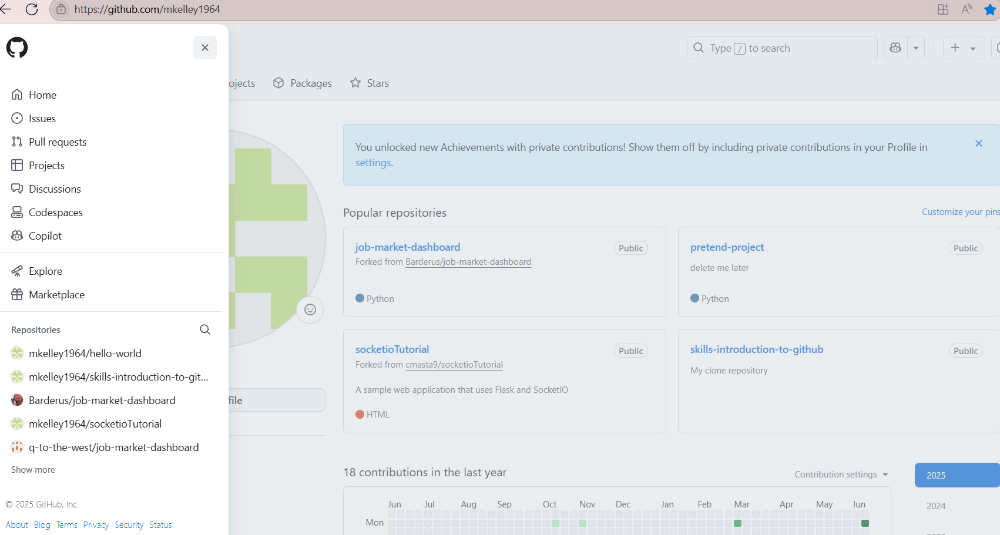 https://github.com/mkelley1964
Home
Issues
Pull requests
Projects
Discussions
Codespaces
Copilot
Explore
Marketplace
Repositories
mkelley1964/hello-world
mkelley1964/skills-introduction-to-git...
Barderus/job-market-dashboard
mkelley1964/socketioTutorial
q-to-the-west/job-market-dashboard
Show more
© 2025 GitHub, Inc.
About Blog Terms Privacy Security Status
Type / to search
ojects Packages Stars
file
You unlocked new Achievements with private contributions! Show them off by including private contributions in your Profile in
settings.
Popular repositories
Customize your pins
job-market-dashboard Public
Forked from Barderus/job-market-dashboard
Python
pretend-project Public
delete me later
Python
socketioTutorial Public
Forked from cmasta9/socketioTutorial
A sample web application that uses Flask and SocketIO
HTML
skills-introduction-to-github Public
My clone repository
18 contributions in the last year
Contribution settings
2025
2024
Jun Jul Aug Sep Oct Nov Dec Jan Feb Mar Apr May Jun
Mon